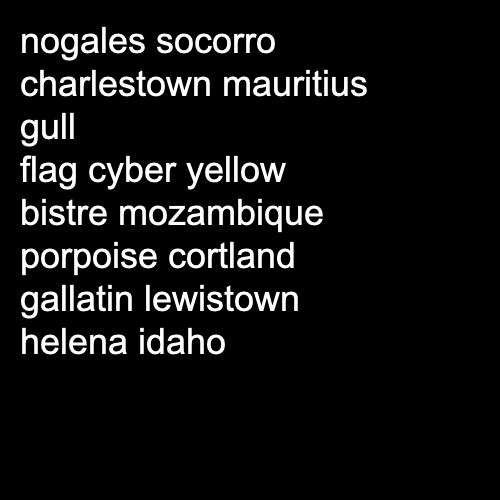 nogales socorro
charlestown mauritius
gull
flag cyber yellow
bistre mozambique
porpoise cortland
gallatin lewistown
helena idaho